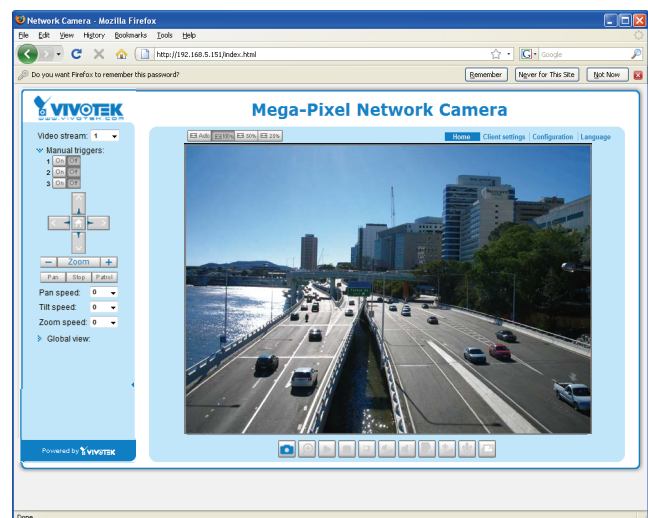 Network Camera - Mozilla Firefox
File Edit View History Bookmarks Tools Help
http://192.168.5.151/index.html
G Google
Do you want Firefox to remember this password?
Remember Never for This Site Not Now
VIVOTEK
WWW.VIVOTEK.COM
Mega-Pixel Network Camera
Video stream: 1
Auto 100% 50% 25%
Home Client settings Configuration Language
Manual triggers:
1 On Off
2 On Off
3 On Off
Zoom
Pan Stop Patrol
Pan speed: 0
Tilt speed: 0
Zoom speed: 0
Global view:
Powered by VIVOTEK
Done